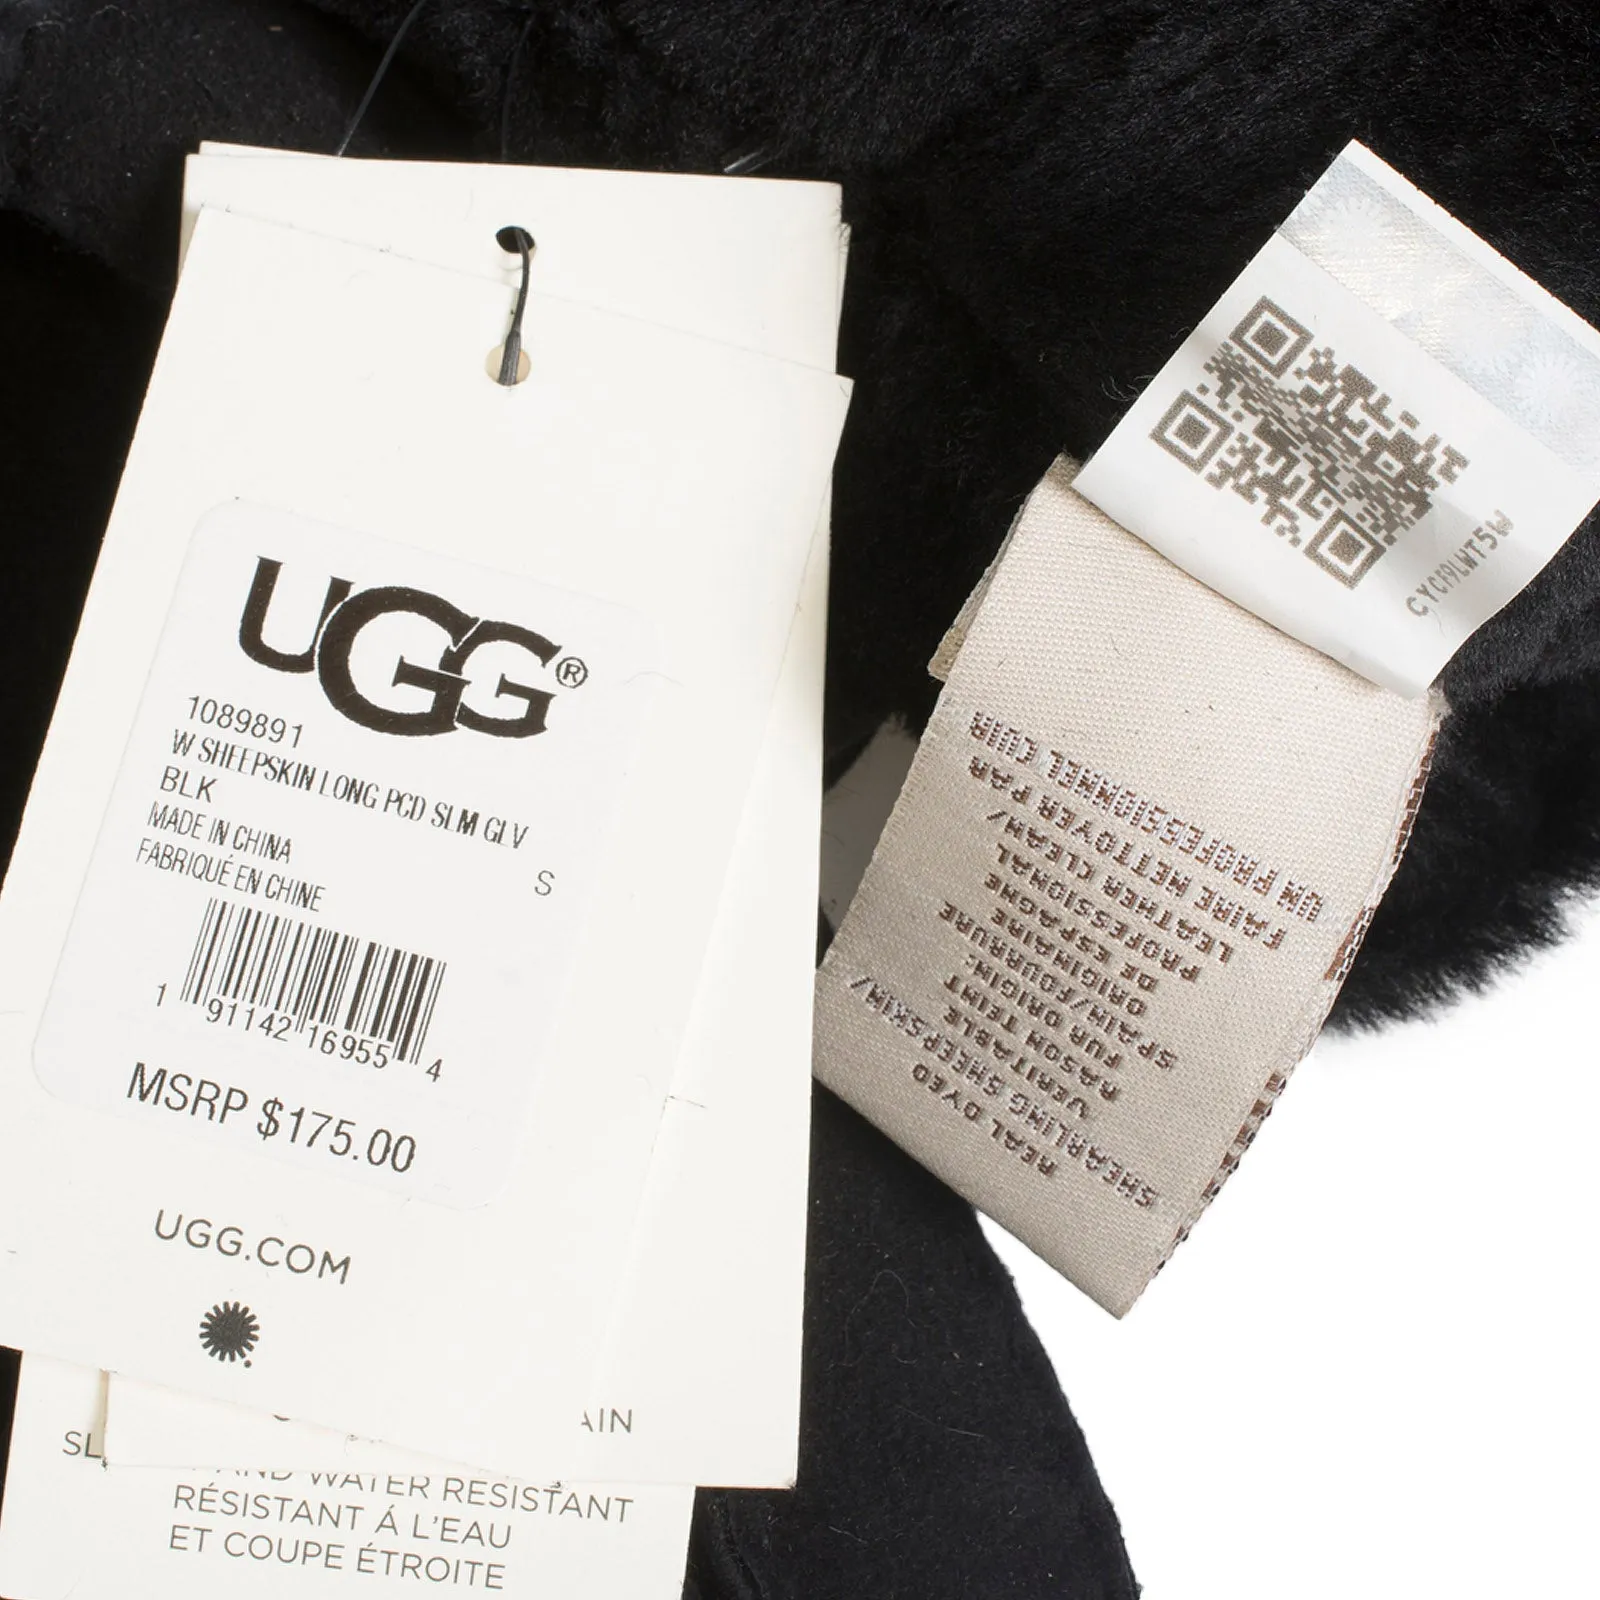 UGG®
1089891
W SHEEPSKIN LONG PCD SLM GLV
BLK
S
MADE IN CHINA
FABRIQUÉ EN CHINE
1 91142 16955 4
MSRP $175.00
UGG.COM
AND WATER RESISTANT
RÉSISTANT Á L'EAU
ET COUPE ÉTROITE
CYCF9LWT5W
REAL DYED
SHEARLING SHEEPSKIN/
VERITABLE
RASON TEINT
FUR ORIGIN:
SPAIN/FOURRURE
ORIGINAIRE
DE ESPAGNE
PROFESSIONAL
LEATHER CLEAN/
FAIRE NETTOYER PAR
UN PROFESSIONNEL CUIR